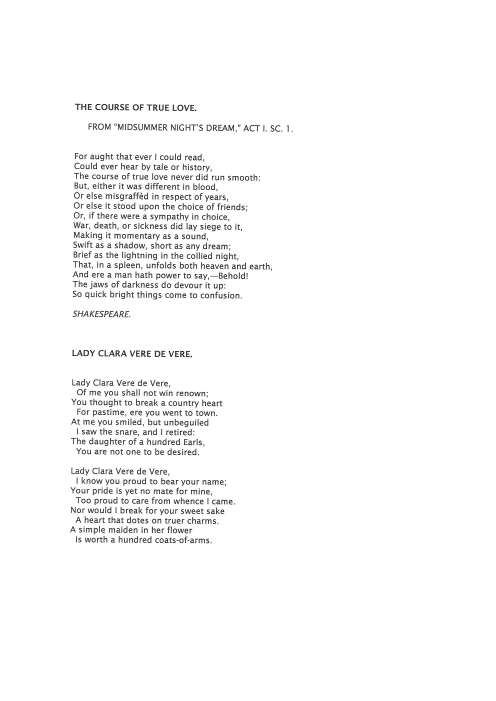 THE COURSE OF TRUE LOVE.
FROM "MIDSUMMER NIGHT'S DREAM," ACT I. SC. 1.
For aught that ever I could read,
Could ever hear by tale or history,
The course of true love never did run smooth:
But, either it was different in blood,
Or else misgraffèd in respect of years,
Or else it stood upon the choice of friends;
Or, if there were a sympathy in choice,
War, death, or sickness did lay siege to it,
Making it momentary as a sound,
Swift as a shadow, short as any dream;
Brief as the lightning in the collied night,
That, in a spleen, unfolds both heaven and earth,
And ere a man hath power to say,—Behold!
The jaws of darkness do devour it up:
So quick bright things come to confusion.
SHAKESPEARE.
LADY CLARA VERE DE VERE.
Lady Clara Vere de Vere,
Of me you shall not win renown;
You thought to break a country heart
For pastime, ere you went to town.
At me you smiled, but unbeguiled
I saw the snare, and I retired:
The daughter of a hundred Earls,
You are not one to be desired.
Lady Clara Vere de Vere,
I know you proud to bear your name;
Your pride is yet no mate for mine,
Too proud to care from whence I came.
Nor would I break for your sweet sake
A heart that dotes on truer charms.
A simple maiden in her flower
Is worth a hundred coats-of-arms.